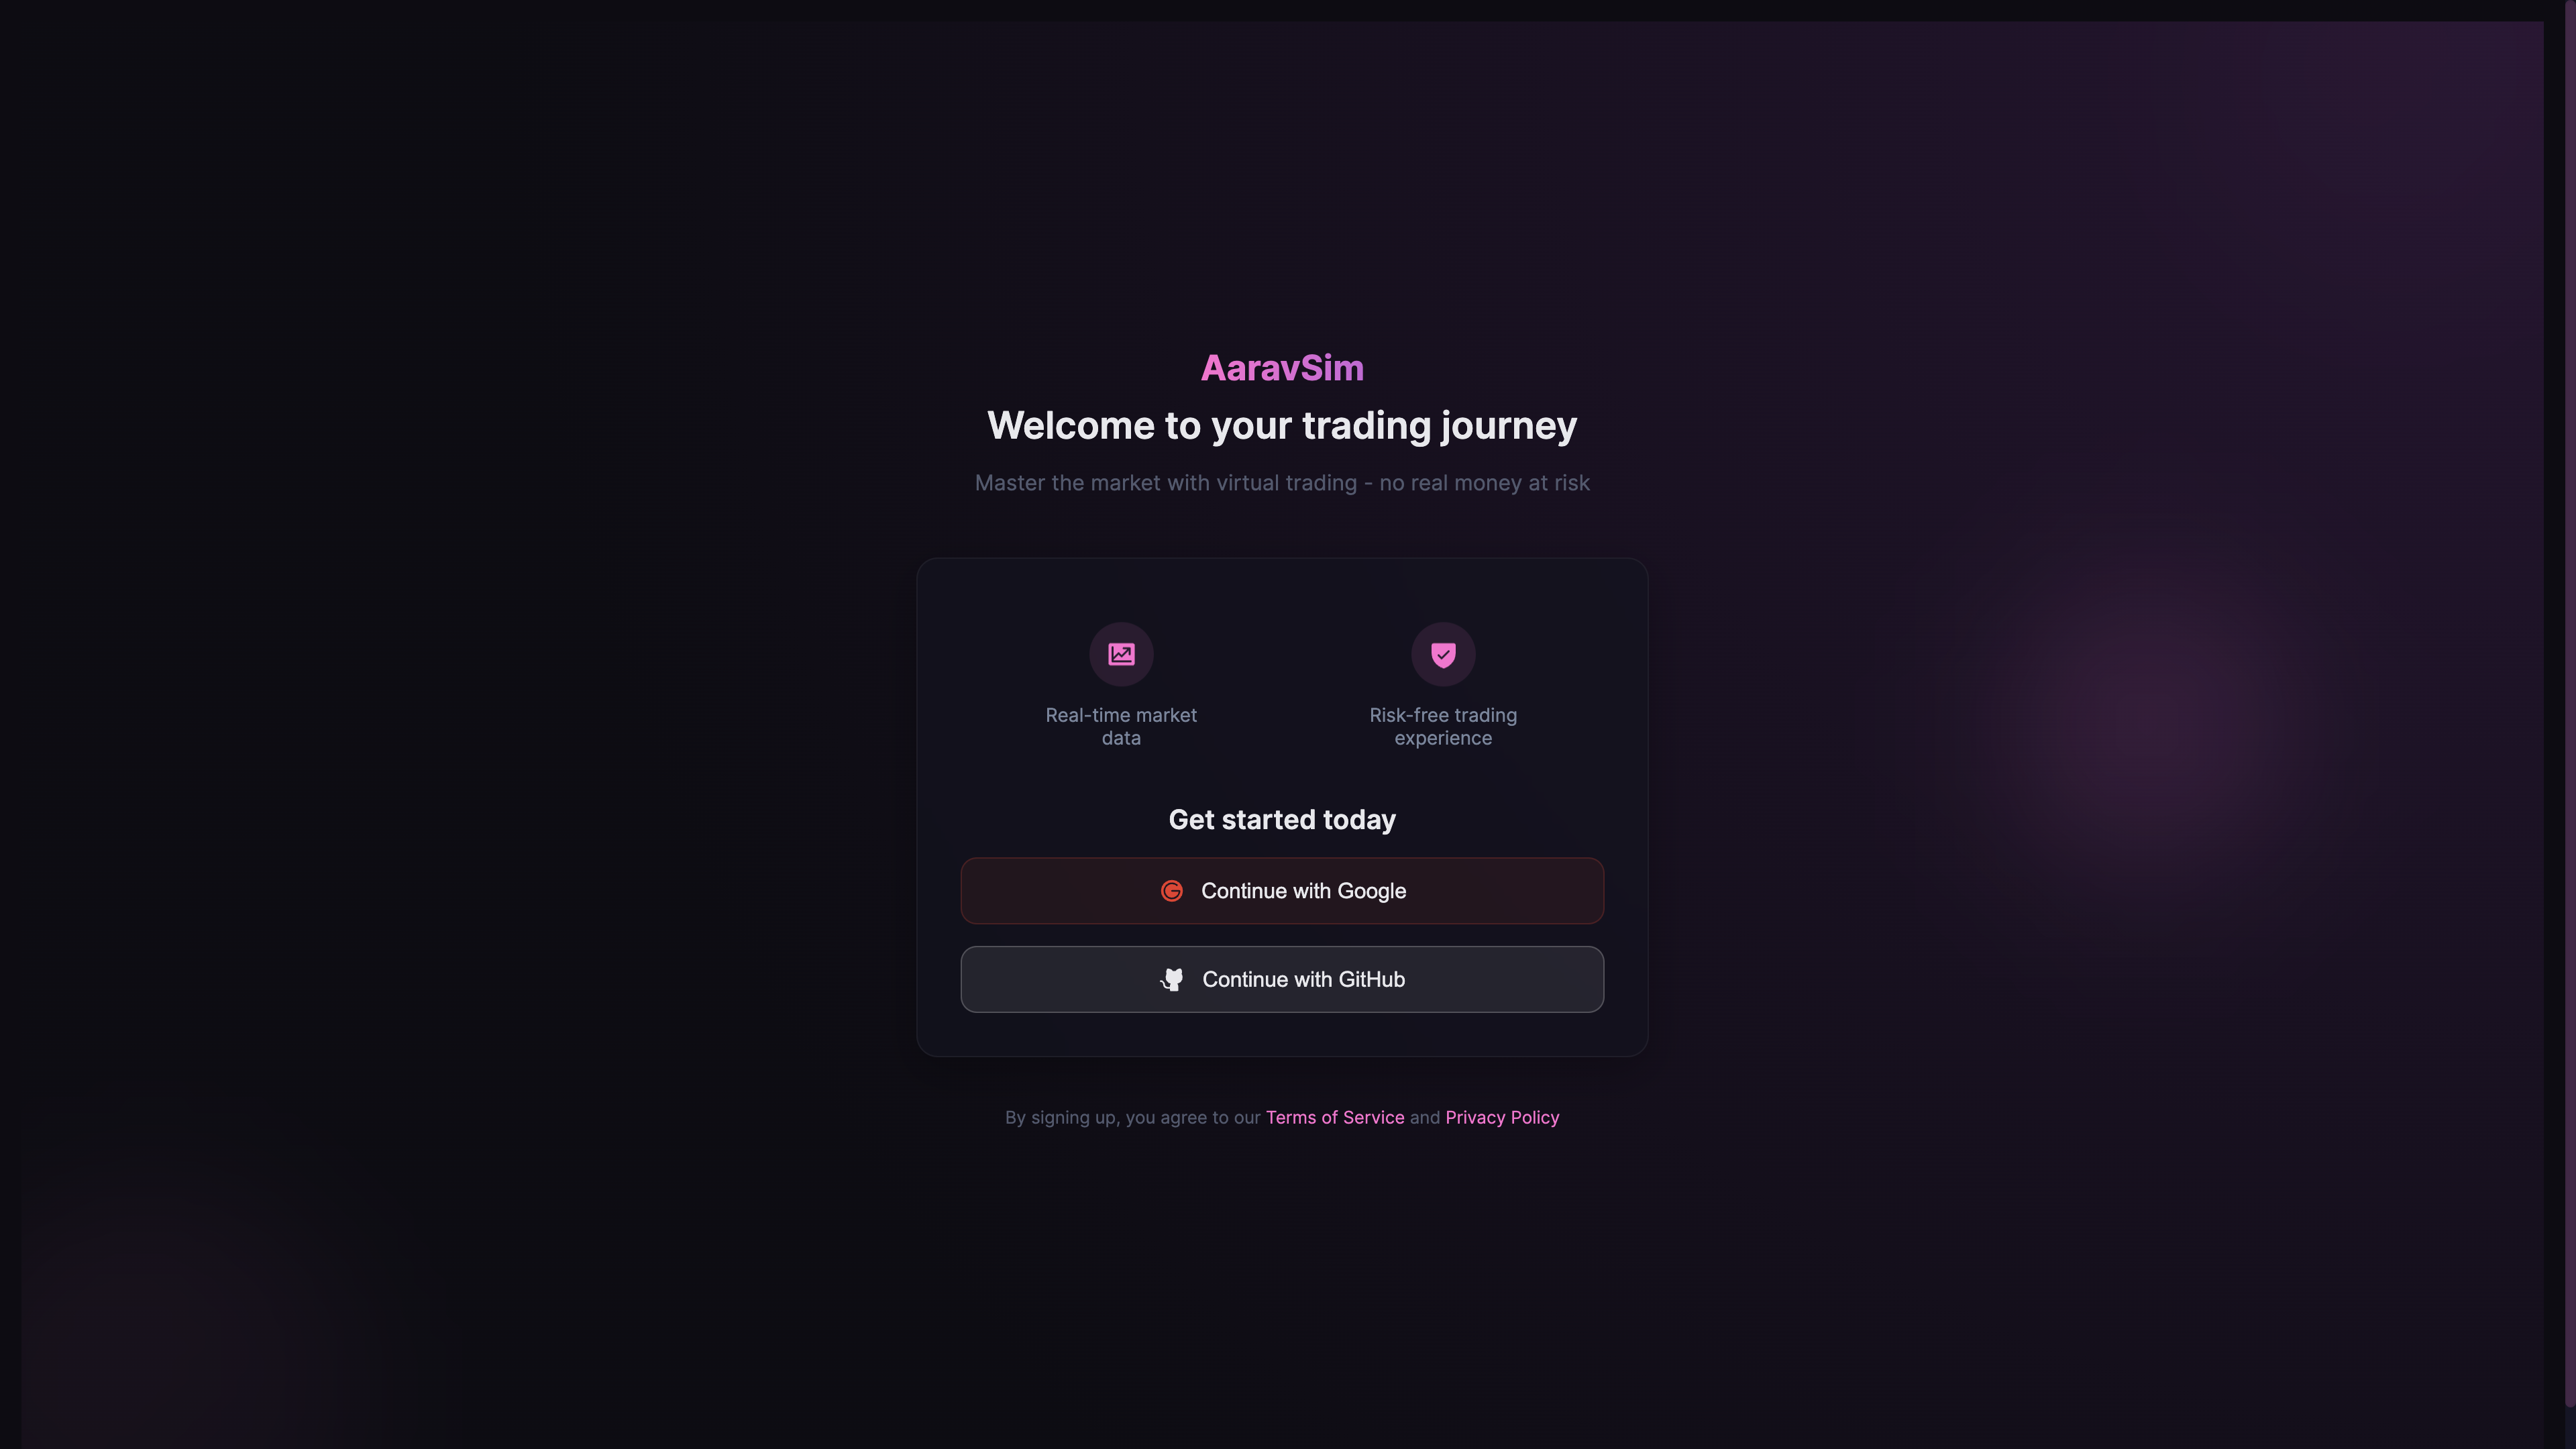 AaravSim
Welcome to your trading journey
Master the market with virtual trading - no real money at risk
Real-time market
data
Risk-free trading
experience
Get started today
Continue with Google
Continue with GitHub
By signing up, you agree to our Terms of Service and Privacy Policy